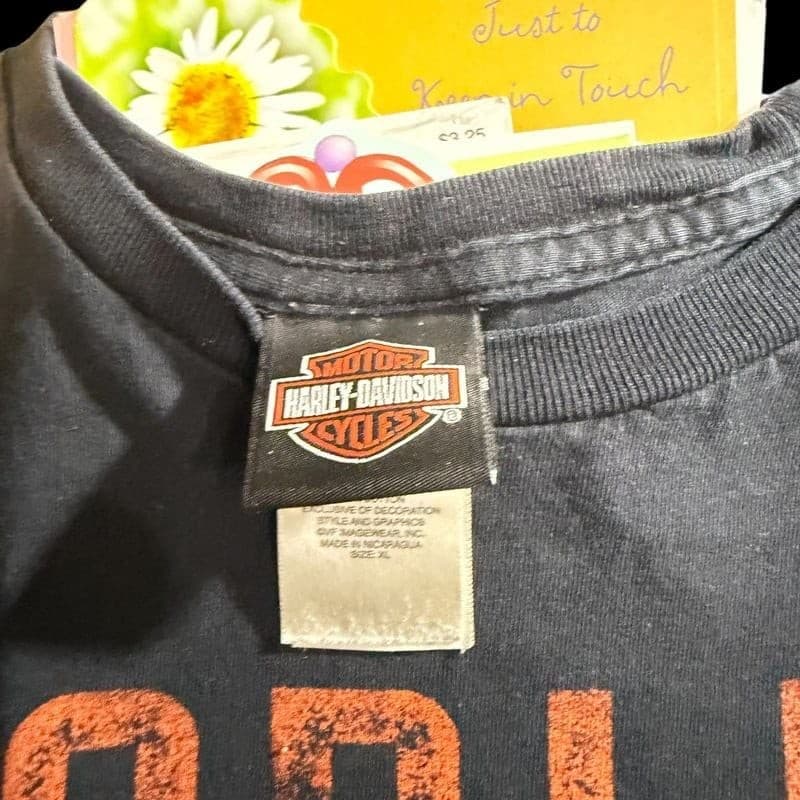 Just to
Keep in Touch
$3.25
MOTOR
HARLEY-DAVIDSON
CYCLES
®
COTTON
EXCLUSIVE OF DECORATION
STYLE AND GRAPHICS
©VF IMAGEWEAR, INC.
MADE IN NICARAGUA
SIZE: XL